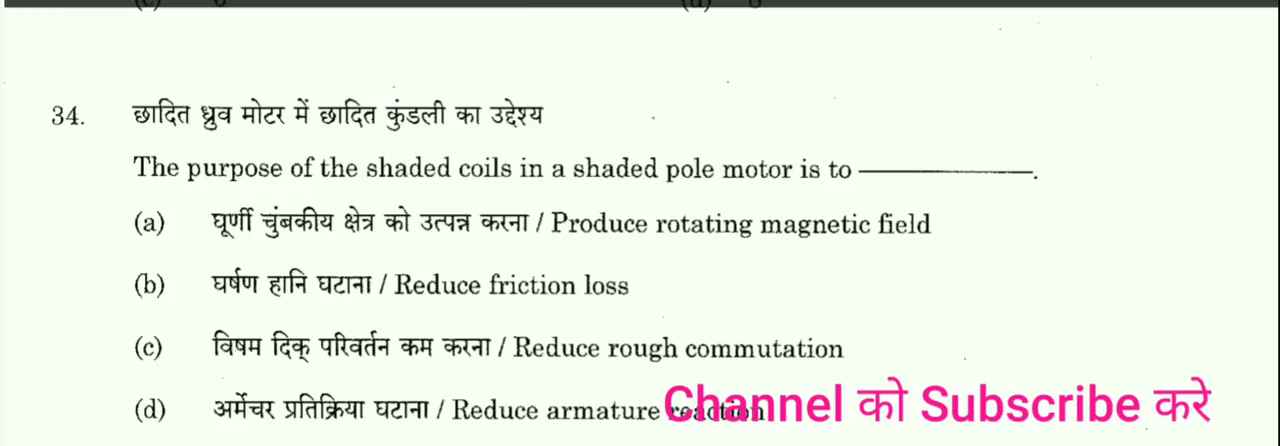 34. छादित ध्रुव मोटर में छादित कुंडली का उद्देश्य
The purpose of the shaded coils in a shaded pole motor is to ————.
(a) घूर्णी चुंबकीय क्षेत्र को उत्पन्न करना / Produce rotating magnetic field
(b) घर्षण हानि घटाना / Reduce friction loss
(c) विषम दिक् परिवर्तन कम करना / Reduce rough commutation
(d) अर्मेचर प्रतिक्रिया घटाना / Reduce armature reaction
Channel को Subscribe करे